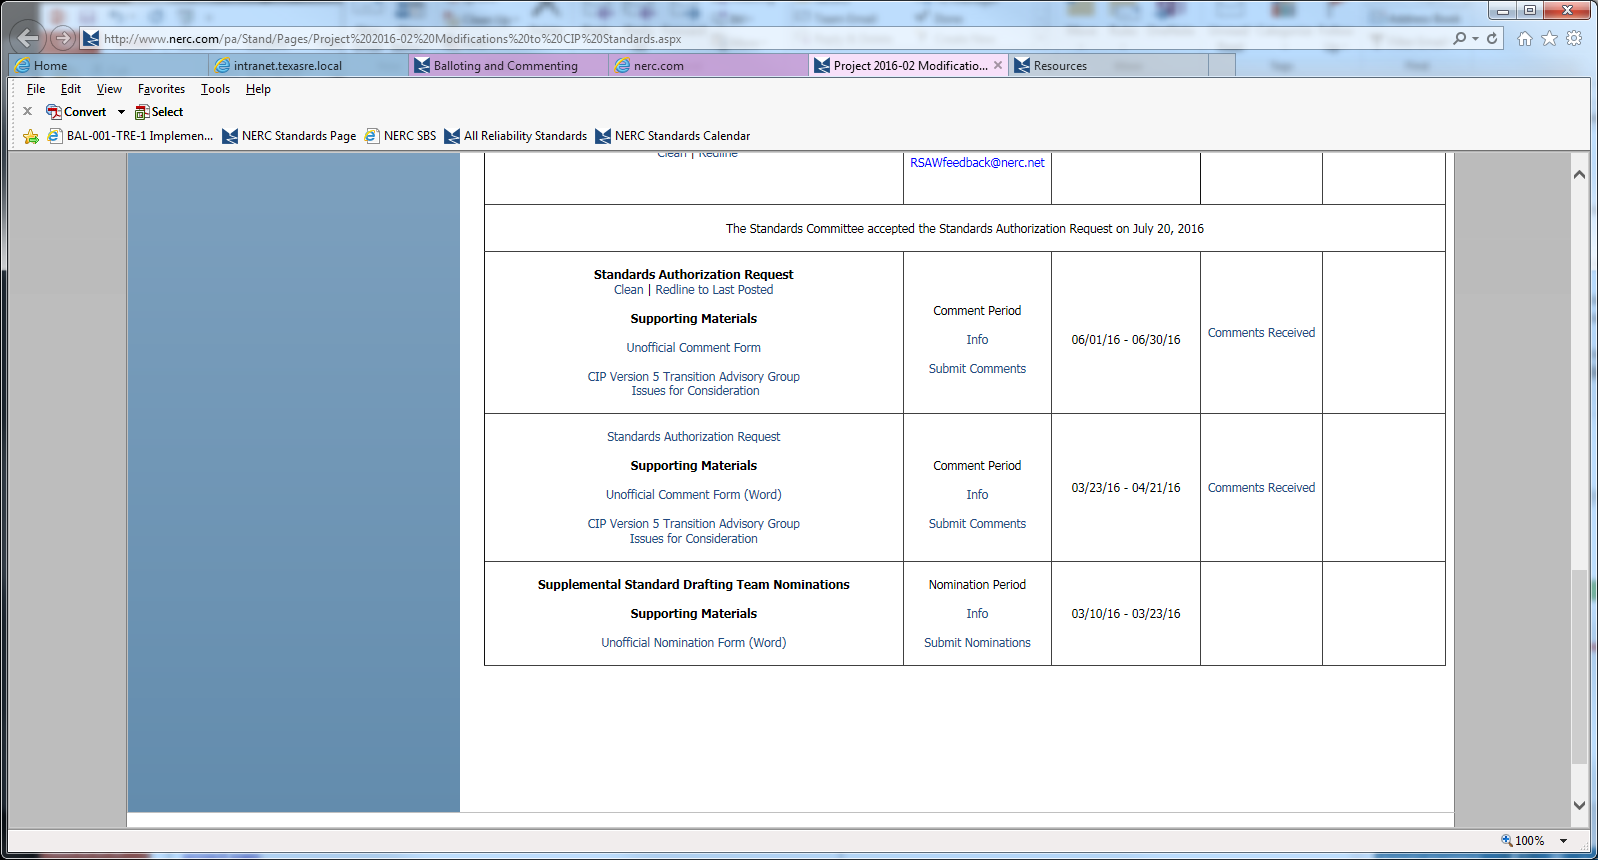 http://www.nerc.com/pa/Stand/Pages/Project%202016-02%20Modifications%20to%20CIP%20Standards.aspx
Home
intranet.texasre.local
Balloting and Commenting
nerc.com
Project 2016-02 Modificatio...
Resources
File Edit View Favorites Tools Help
Convert Select
BAL-001-TRE-1 Implemen... NERC Standards Page NERC SBS All Reliability Standards NERC Standards Calendar
Clean | Redline
RSAWfeedback@nerc.net
The Standards Committee accepted the Standards Authorization Request on July 20, 2016
Standards Authorization Request
Clean | Redline to Last Posted
Supporting Materials
Unofficial Comment Form
CIP Version 5 Transition Advisory Group
Issues for Consideration
Comment Period
Info
Submit Comments
06/01/16 - 06/30/16
Comments Received
Standards Authorization Request
Supporting Materials
Unofficial Comment Form (Word)
CIP Version 5 Transition Advisory Group
Issues for Consideration
Comment Period
Info
Submit Comments
03/23/16 - 04/21/16
Comments Received
Supplemental Standard Drafting Team Nominations
Supporting Materials
Unofficial Nomination Form (Word)
Nomination Period
Info
Submit Nominations
03/10/16 - 03/23/16
100%